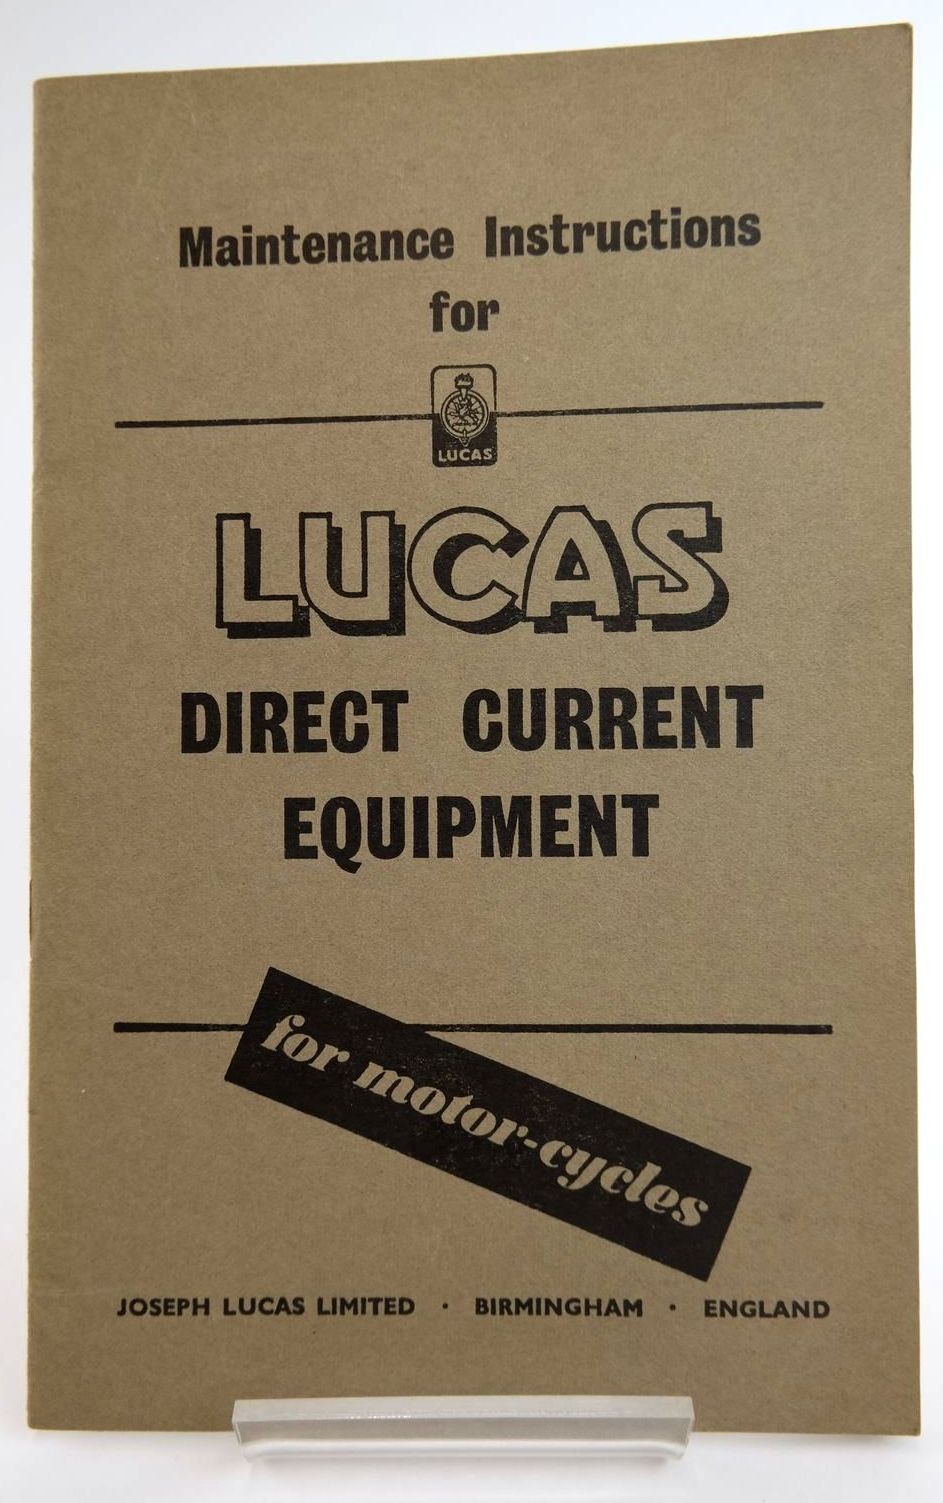 Maintenance Instructions
for
LUCAS
LUCAS
DIRECT CURRENT
EQUIPMENT
for motor-cycles
JOSEPH LUCAS LIMITED · BIRMINGHAM · ENGLAND